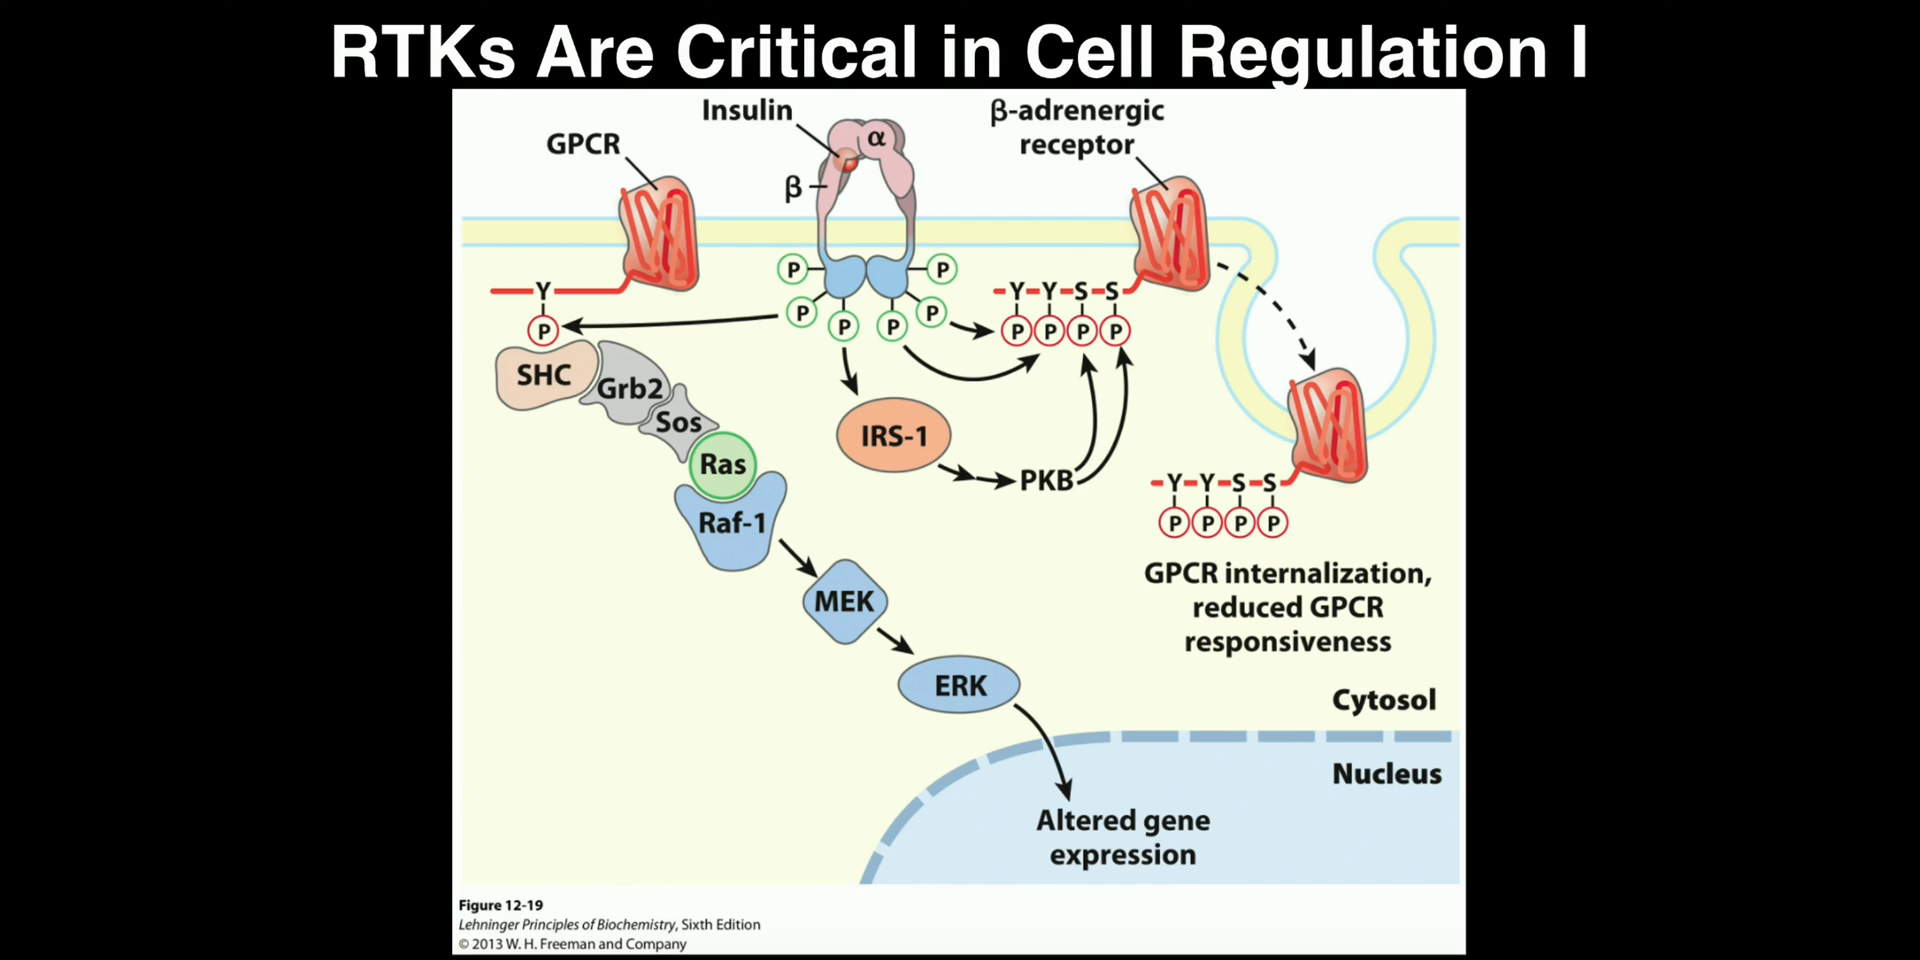 RTKs Are Critical in Cell Regulation I
Insulin
β-adrenergic
receptor
GPCR
α
β
P
P
Y
Y-Y-S-S
P
P
P
P
P
P
P
P
P
SHC
Grb2
Sos
IRS-1
Ras
PKB
Raf-1
Y-Y-S-S
P
P
P
P
GPCR internalization,
reduced GPCR
responsiveness
MEK
ERK
Cytosol
Nucleus
Altered gene
expression
Figure 12-19
Lehninger Principles of Biochemistry, Sixth Edition
© 2013 W. H. Freeman and Company